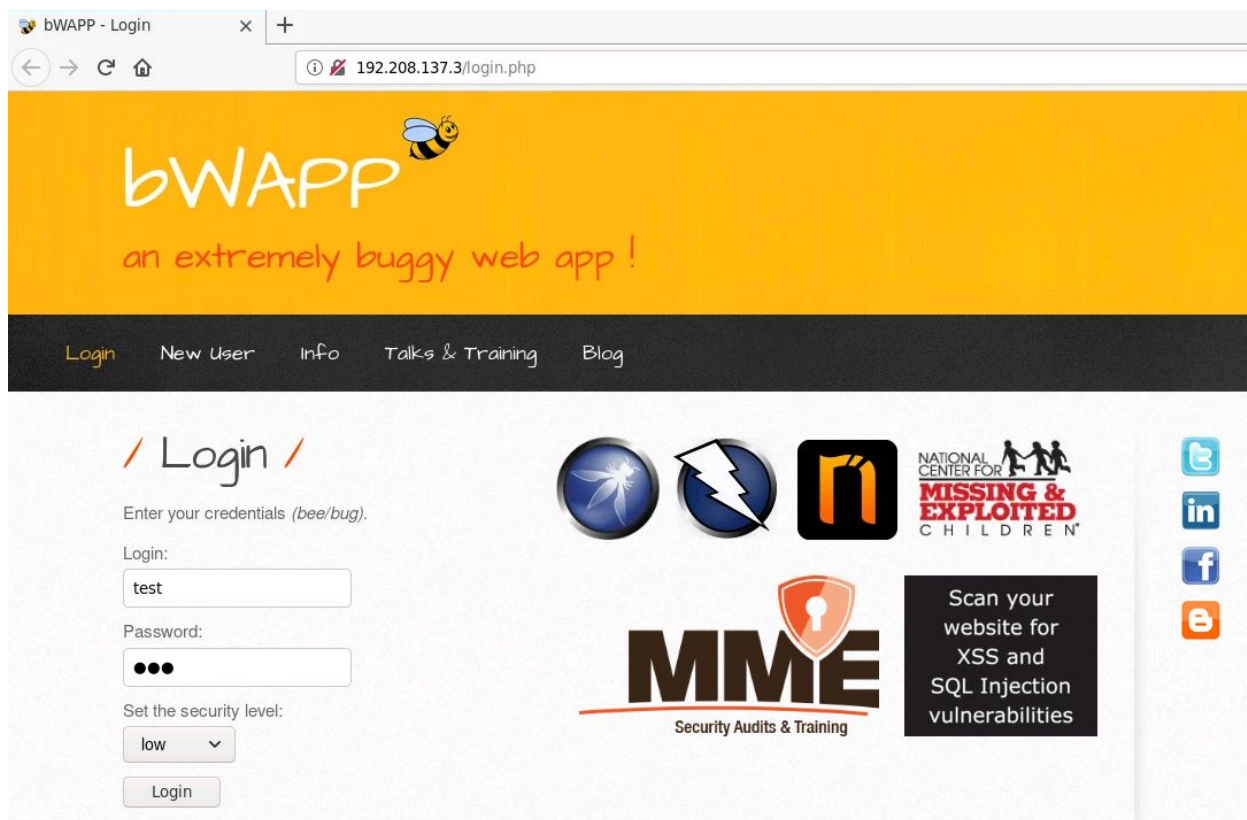 bWAPP - Login
192.208.137.3/login.php
bWAPP
an extremely buggy web app !
Login New User Info Talks & Training Blog
/ Login /
Enter your credentials (bee/bug).
Login:
test
Password:
●●●
Set the security level:
low
Login
NATIONAL
CENTER FOR
MISSING &
EXPLOITED
CHILDREN
MME
Security Audits & Training
Scan your
website for
XSS and
SQL Injection
vulnerabilities